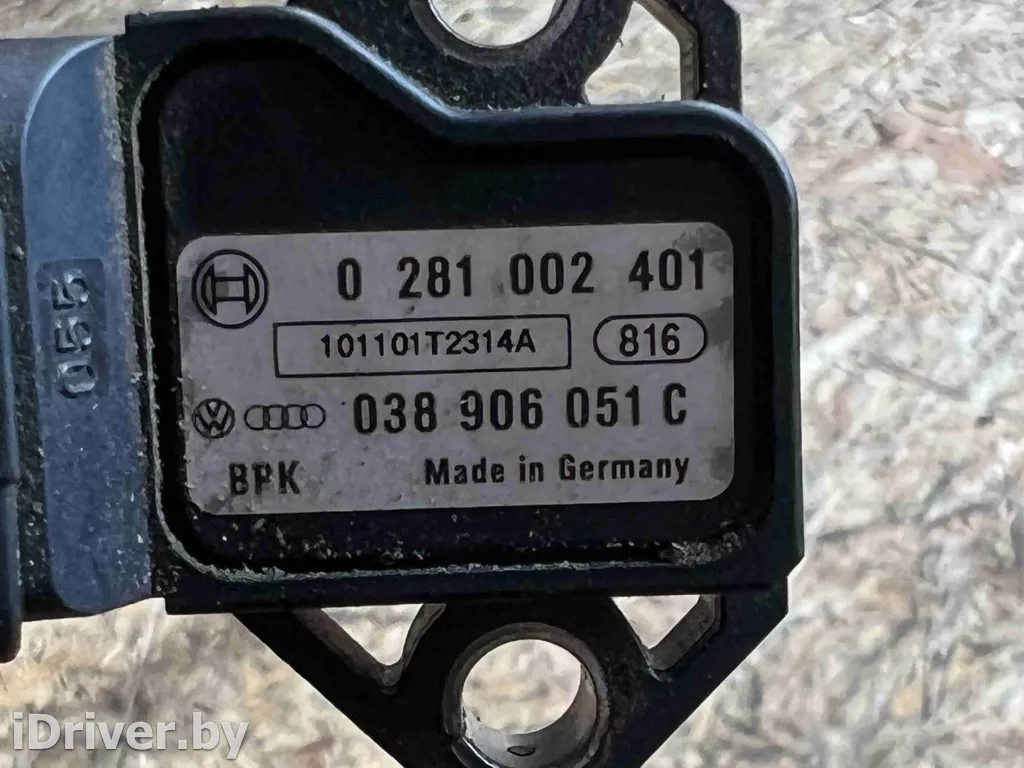 0 281 002 401
101101T2314A 816
038 906 051 C
BPK Made in Germany
055
iDriver.by